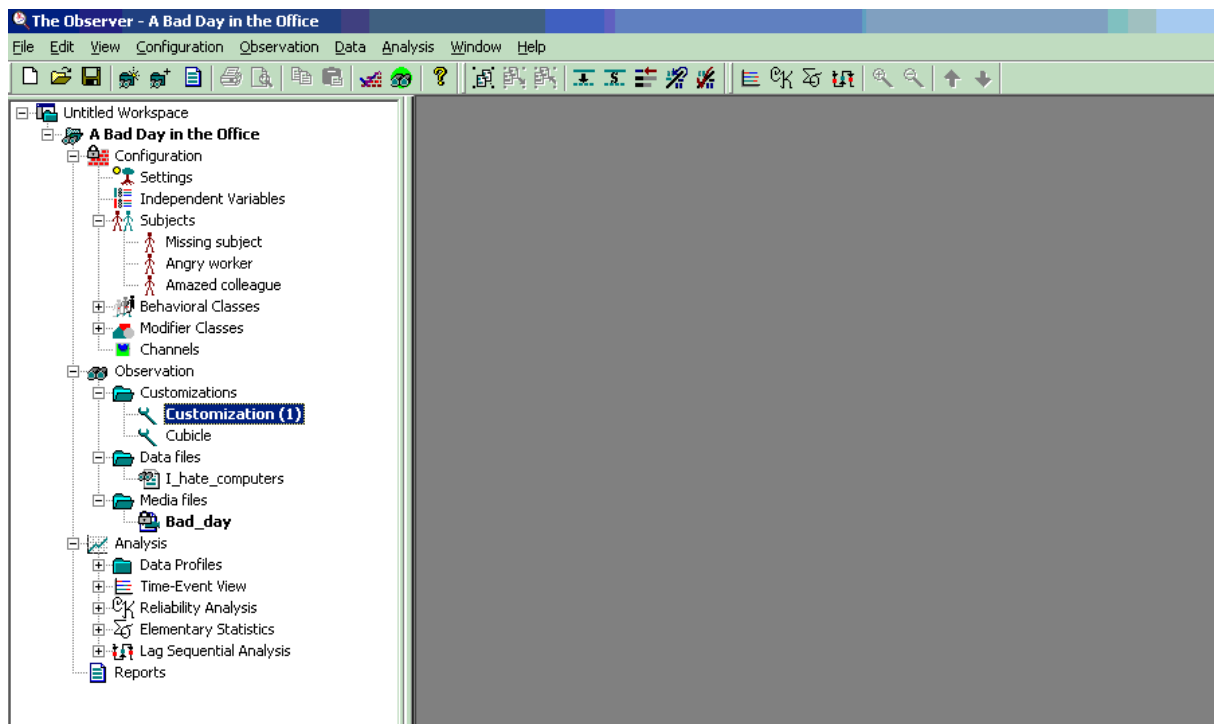 The Observer - A Bad Day in the Office
File Edit View Configuration Observation Data Analysis Window Help
Untitled Workspace
A Bad Day in the Office
Configuration
Settings
Independent Variables
Subjects
Missing subject
Angry worker
Amazed colleague
Behavioral Classes
Modifier Classes
Channels
Observation
Customizations
Customization (1)
Cubicle
Data files
I_hate_computers
Media files
Bad_day
Analysis
Data Profiles
Time-Event View
Reliability Analysis
Elementary Statistics
Lag Sequential Analysis
Reports